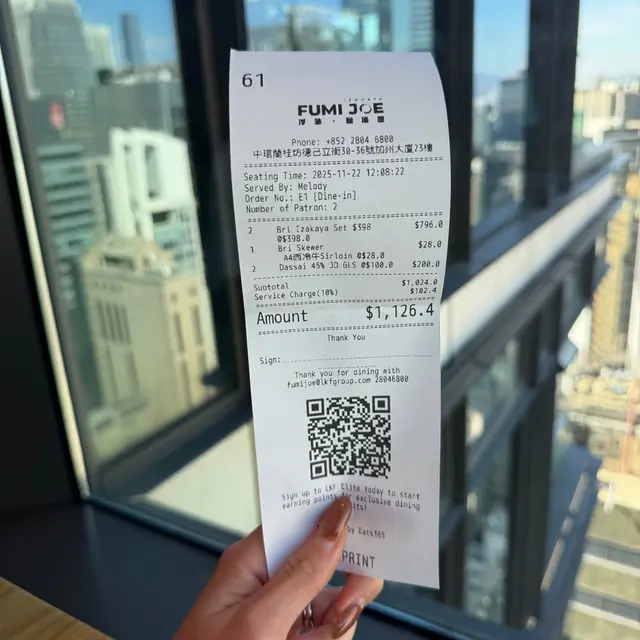 61
IZAKAYA
FUMI JOE
浮誦·居酒屋
Phone: +852 2804 6800
中環蘭桂坊德己立街30-36號加州大廈23樓
Seating Time: 2025-11-22 12:08:22
Served By: Melody
Order No.: E1 [Dine-in]
Number of Patron: 2
2 Bri Izakaya Set $398 $796.0
@$398.0
1 Bri Skewer $28.0
A4西冷牛Sirloin @$28.0
2 Dassai 45% JD GLS @$100.0 $200.0
Subtotal $1,024.0
Service Charge(10%) $102.4
Amount $1,126.4
Thank You
Sign:
Thank you for dining with
fumijoe@lkfgroup.com 28046800
Sign up to LKF Elite today to start
earning points for exclusive dining
by Eats365
PRINT